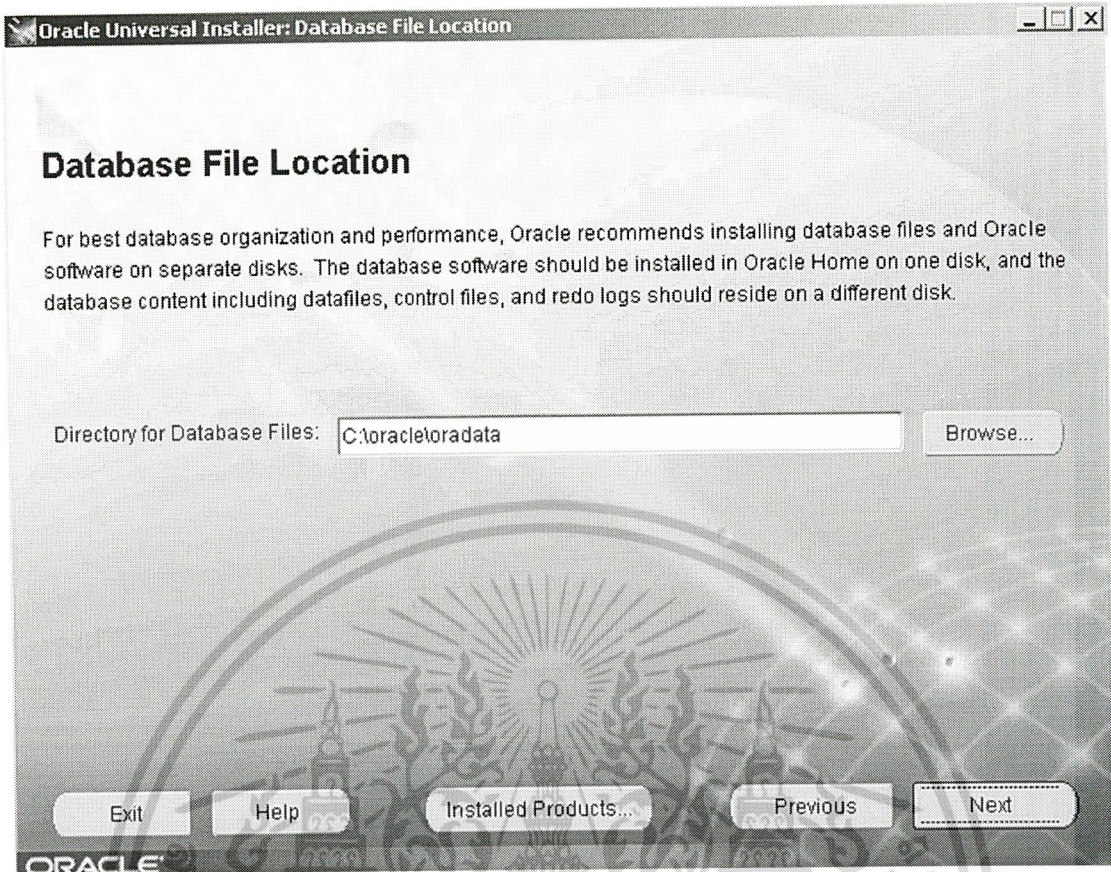 Oracle Universal Installer: Database File Location
Database File Location
For best database organization and performance, Oracle recommends installing database files and Oracle
software on separate disks. The database software should be installed in Oracle Home on one disk, and the
database content including datafiles, control files, and redo logs should reside on a different disk.
Directory for Database Files: C:\oracle\oradata Browse...
Exit Help Installed Products... Previous Next
ORACLE